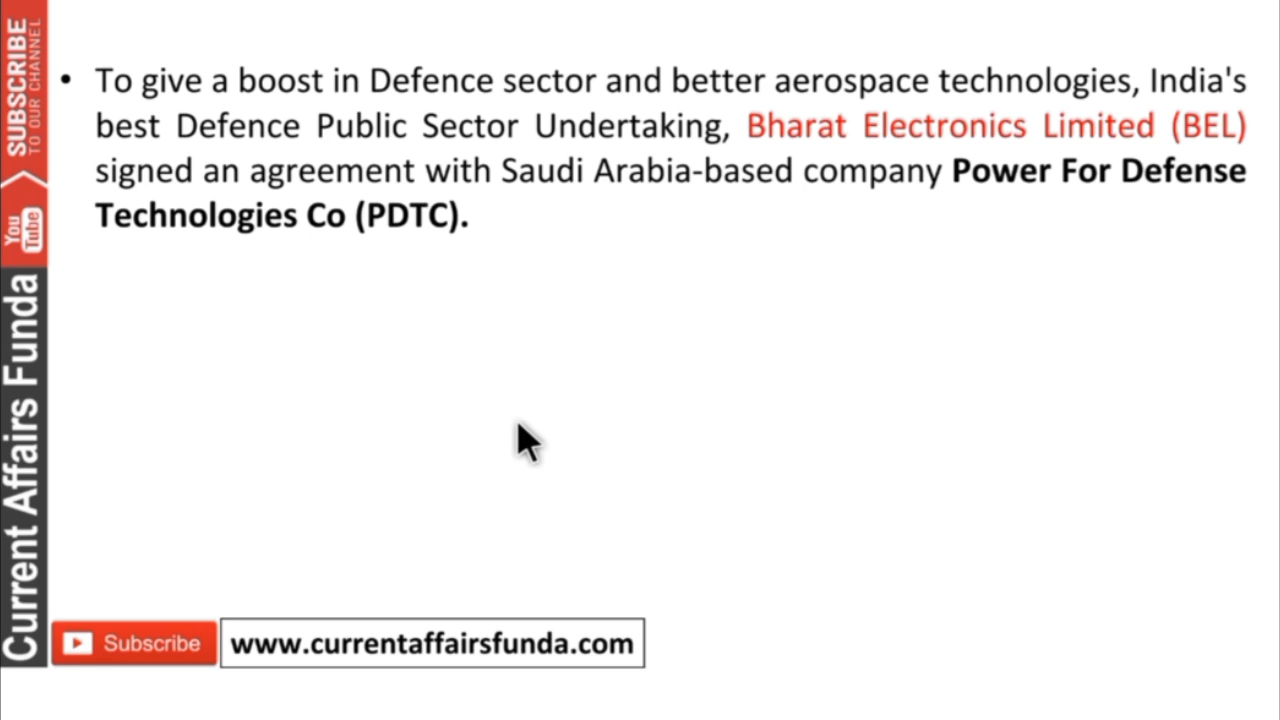 • To give a boost in Defence sector and better aerospace technologies, India's
best Defence Public Sector Undertaking, Bharat Electronics Limited (BEL)
signed an agreement with Saudi Arabia-based company Power For Defense
Technologies Co (PDTC).
SUBSCRIBE
TO OUR CHANNEL
You
Tube
Current Affairs Funda
Subscribe
www.currentaffairsfunda.com